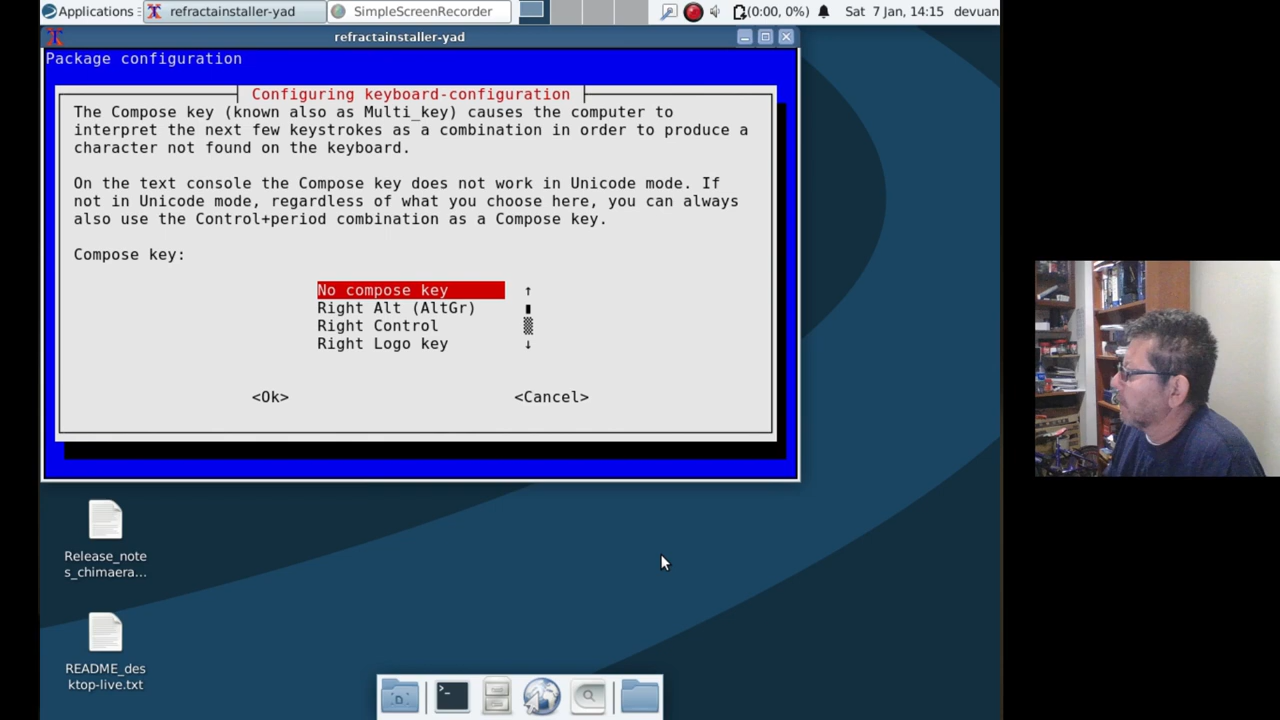 Applications
refractainstaller-yad
SimpleScreenRecorder
(0:00, 0%)
Sat 7 Jan, 14:15
devuan
refractainstaller-yad
Package configuration
Configuring keyboard-configuration
The Compose key (known also as Multi_key) causes the computer to
interpret the next few keystrokes as a combination in order to produce a
character not found on the keyboard.
On the text console the Compose key does not work in Unicode mode. If
not in Unicode mode, regardless of what you choose here, you can always
also use the Control+period combination as a Compose key.
Compose key:
No compose key ↑
Right Alt (AltGr)
Right Control
Right Logo key ↓
<Ok> <Cancel>
Release_note
s_chimaera...
README_des
ktop-live.txt